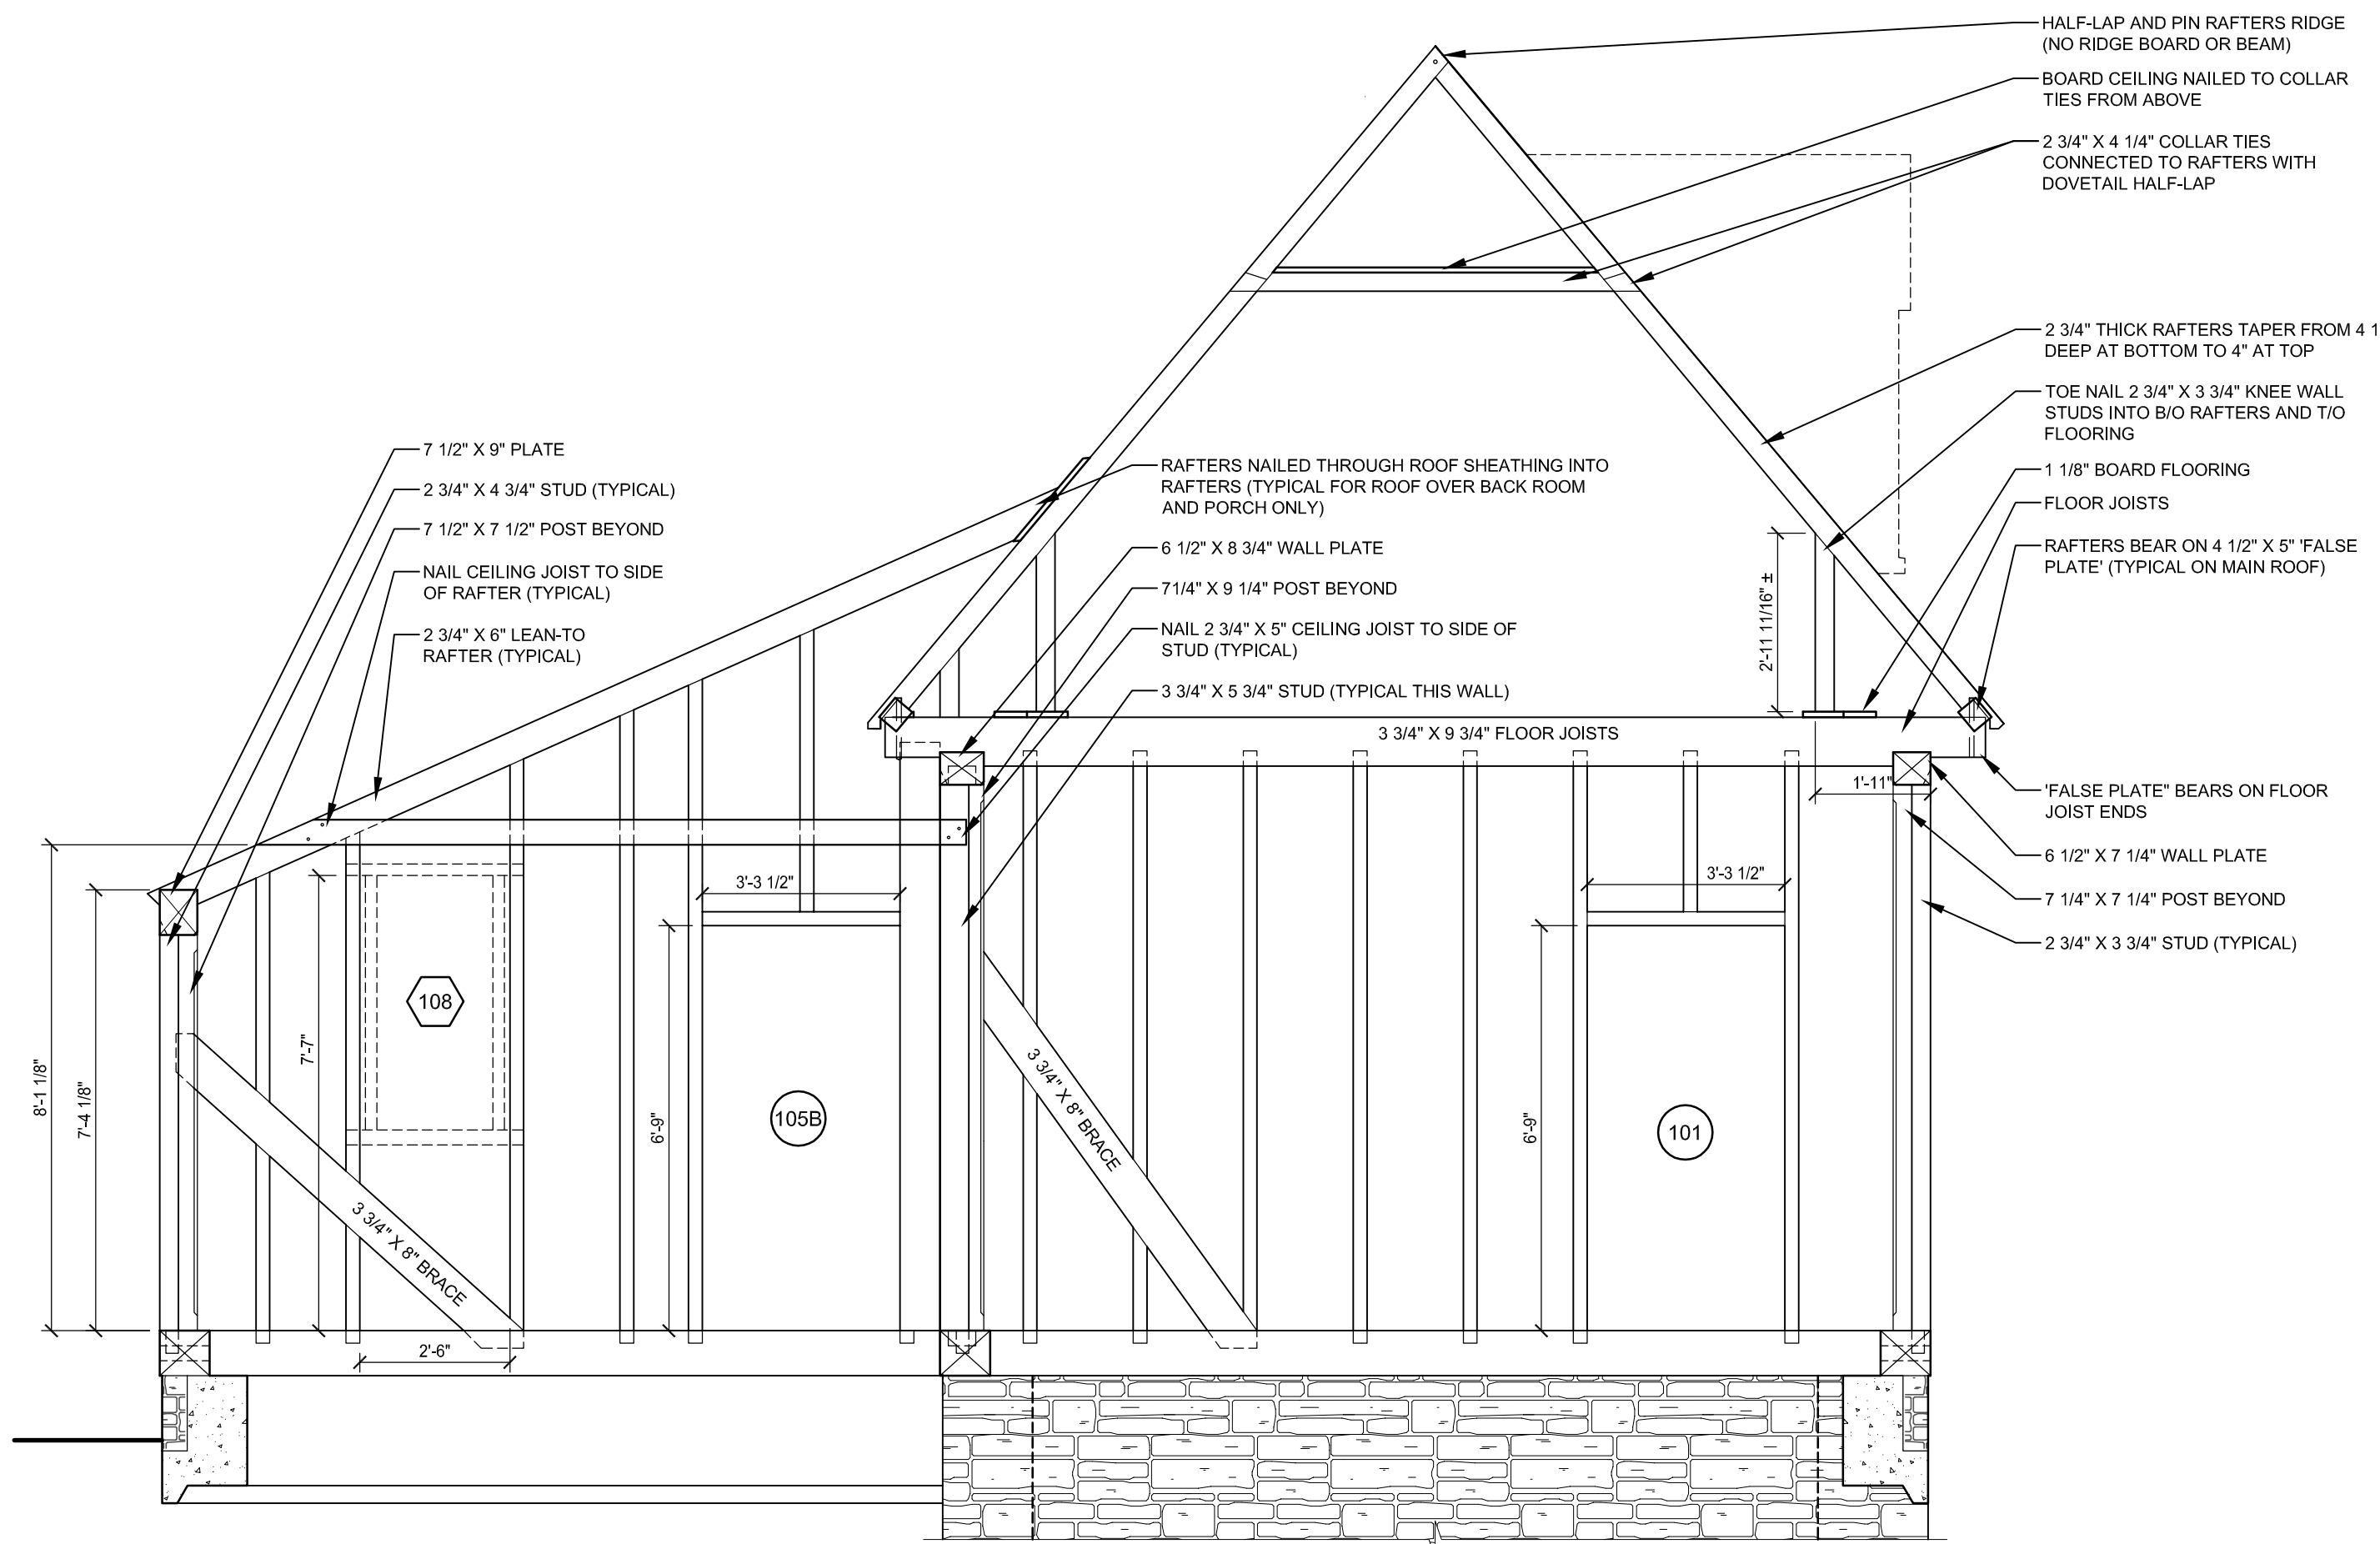 HALF-LAP AND PIN RAFTERS RIDGE
(NO RIDGE BOARD OR BEAM)
BOARD CEILING NAILED TO COLLAR
TIES FROM ABOVE
2 3/4" X 4 1/4" COLLAR TIES
CONNECTED TO RAFTERS WITH
DOVETAIL HALF-LAP
2 3/4" THICK RAFTERS TAPER FROM 4 1
DEEP AT BOTTOM TO 4" AT TOP
TOE NAIL 2 3/4" X 3 3/4" KNEE WALL
STUDS INTO B/O RAFTERS AND T/O
FLOORING
1 1/8" BOARD FLOORING
FLOOR JOISTS
RAFTERS BEAR ON 4 1/2" X 5" 'FALSE
PLATE' (TYPICAL ON MAIN ROOF)
7 1/2" X 9" PLATE
2 3/4" X 4 3/4" STUD (TYPICAL)
7 1/2" X 7 1/2" POST BEYOND
NAIL CEILING JOIST TO SIDE
OF RAFTER (TYPICAL)
2 3/4" X 6" LEAN-TO
RAFTER (TYPICAL)
RAFTERS NAILED THROUGH ROOF SHEATHING INTO
RAFTERS (TYPICAL FOR ROOF OVER BACK ROOM
AND PORCH ONLY)
6 1/2" X 8 3/4" WALL PLATE
71/4" X 9 1/4" POST BEYOND
NAIL 2 3/4" X 5" CEILING JOIST TO SIDE OF
STUD (TYPICAL)
3 3/4" X 5 3/4" STUD (TYPICAL THIS WALL)
2'-11 11/16" ±
3 3/4" X 9 3/4" FLOOR JOISTS
1'-11"
'FALSE PLATE" BEARS ON FLOOR
JOIST ENDS
6 1/2" X 7 1/4" WALL PLATE
7 1/4" X 7 1/4" POST BEYOND
2 3/4" X 3 3/4" STUD (TYPICAL)
3'-3 1/2"
3'-3 1/2"
108
105B
101
8'-1 1/8"
7'-4 1/8"
7'-7"
6'-9"
6'-9"
3 3/4" X 8" BRACE
3 3/4" X 8" BRACE
2'-6"